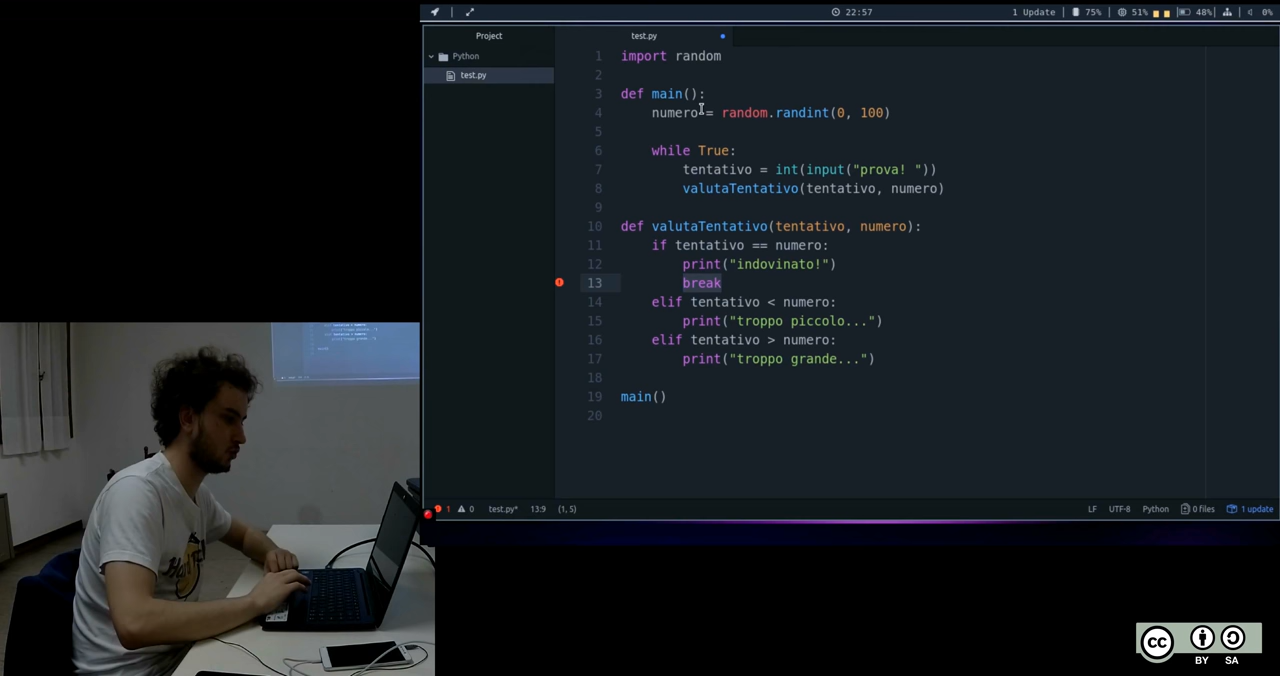 22:57 1 Update 75% 51% 48% 0%
Project test.py
Python
test.py
1 import random
2
3 def main():
4 numero = random.randint(0, 100)
5
6 while True:
7 tentativo = int(input("prova! "))
8 valutaTentativo(tentativo, numero)
9
10 def valutaTentativo(tentativo, numero):
11 if tentativo == numero:
12 print("indovinato!")
13 break
14 elif tentativo < numero:
15 print("troppo piccolo...")
16 elif tentativo > numero:
17 print("troppo grande...")
18
19 main()
20
1 0 test.py* 13:9 (1, 5) LF UTF-8 Python 0 files 1 update
cc
BY SA